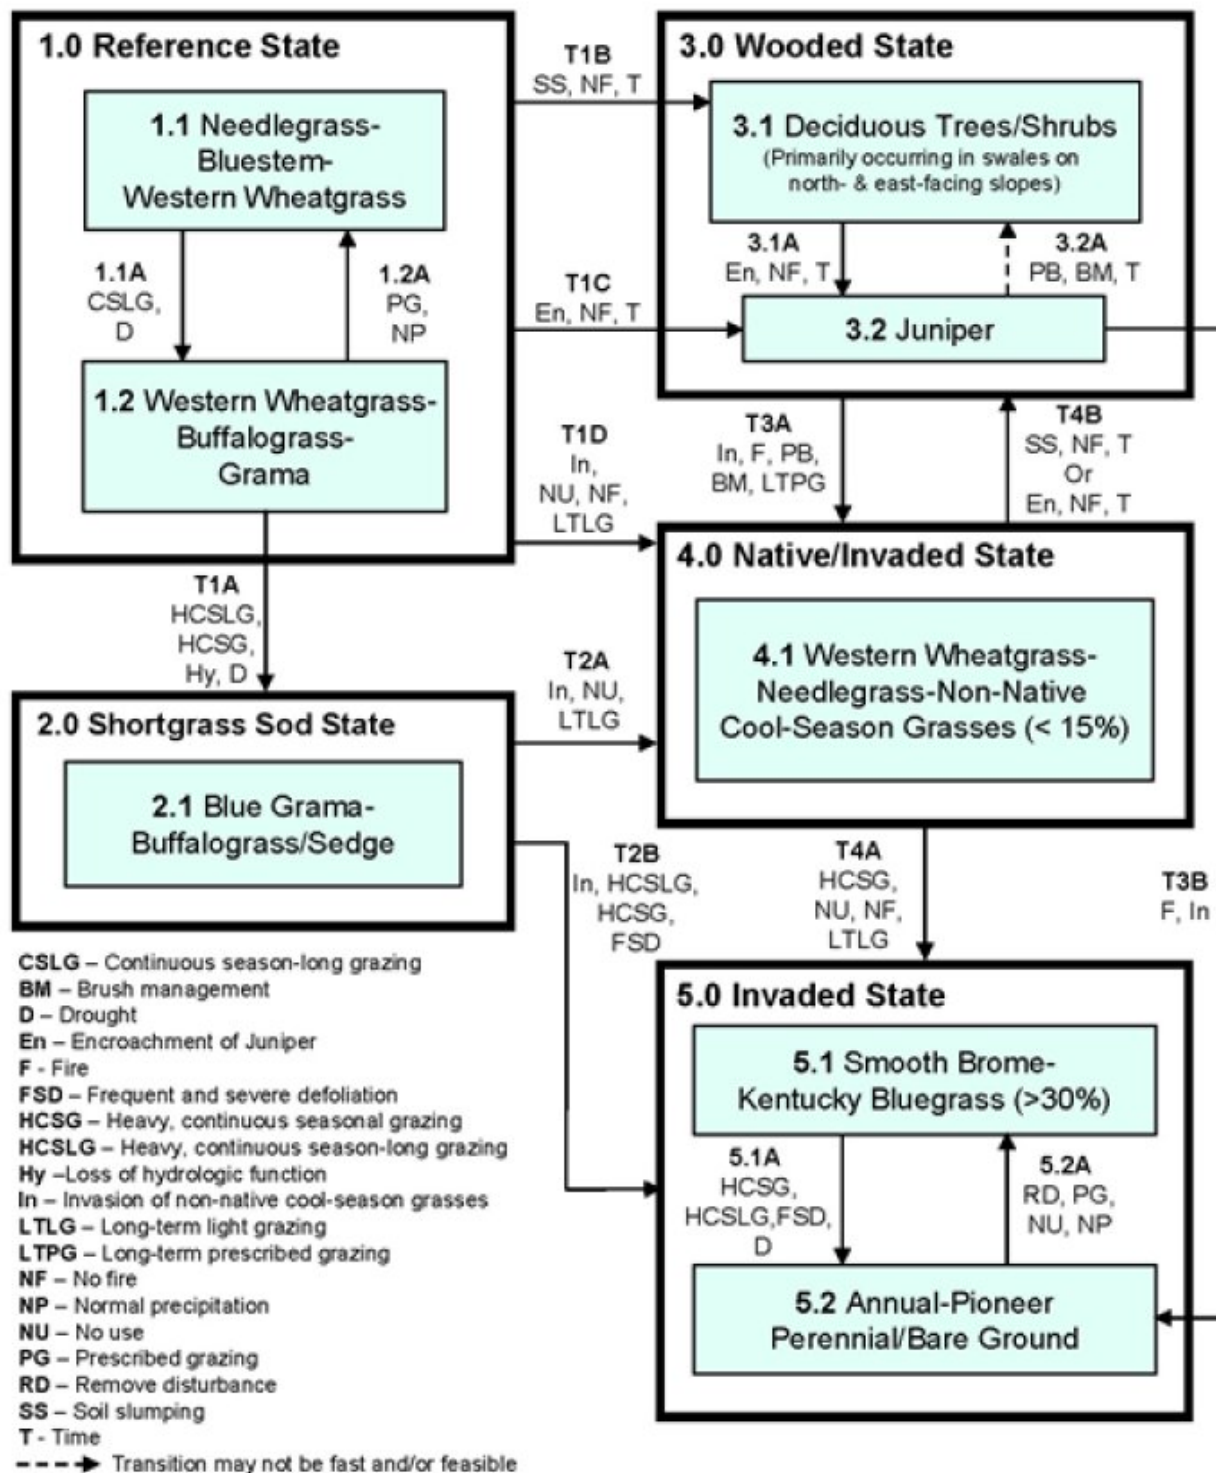 1.0 Reference State
1.1 Needlegrass-
Bluestem-
Western Wheatgrass
1.1A
CSLG,
D
1.2A
PG,
NP
1.2 Western Wheatgrass-
Buffalograss-
Grama
T1A
HCSLG,
HCSG,
Hy, D
T1B
SS, NF, T
T1C
En, NF, T
T1D
In,
NU, NF,
LTLG
2.0 Shortgrass Sod State
2.1 Blue Grama-
Buffalograss/Sedge
T2A
In, NU,
LTLG
T2B
In, HCSLG,
HCSG,
FSD
3.0 Wooded State
3.1 Deciduous Trees/Shrubs
(Primarily occurring in swales on
north- & east-facing slopes)
3.1A
En, NF, T
3.2A
PB, BM, T
3.2 Juniper
T3A
In, F, PB,
BM, LTPG
T4B
SS, NF, T
Or
En, NF, T
4.0 Native/Invaded State
4.1 Western Wheatgrass-
Needlegrass-Non-Native
Cool-Season Grasses (< 15%)
T4A
HCSG,
NU, NF,
LTLG
T3B
F, In
5.0 Invaded State
5.1 Smooth Brome-
Kentucky Bluegrass (>30%)
5.1A
HCSG,
HCSLG,FSD,
D
5.2A
RD, PG,
NU, NP
5.2 Annual-Pioneer
Perennial/Bare Ground
CSLG – Continuous season-long grazing
BM – Brush management
D – Drought
En – Encroachment of Juniper
F - Fire
FSD – Frequent and severe defoliation
HCSG – Heavy, continuous seasonal grazing
HCSLG – Heavy, continuous season-long grazing
Hy –Loss of hydrologic function
In – Invasion of non-native cool-season grasses
LTLG – Long-term light grazing
LTPG – Long-term prescribed grazing
NF – No fire
NP – Normal precipitation
NU – No use
PG – Prescribed grazing
RD – Remove disturbance
SS – Soil slumping
T - Time
Transition may not be fast and/or feasible